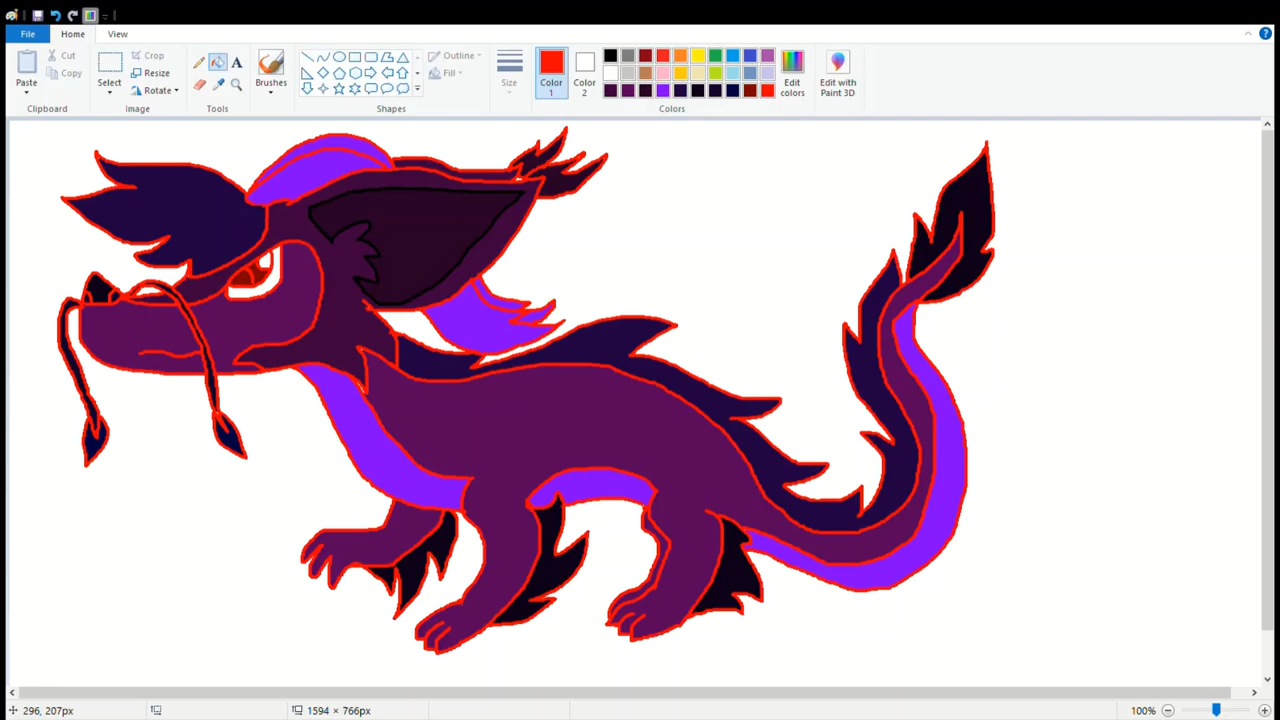 File Home View
Paste
Cut
Copy
Clipboard
Select
Crop
Resize
Rotate
Image
A
Tools
Brushes
Shapes
Outline
Fill
Size
Color
1
Color
2
Colors
Edit
colors
Edit with
Paint 3D
296, 207px
1594 × 766px
100%